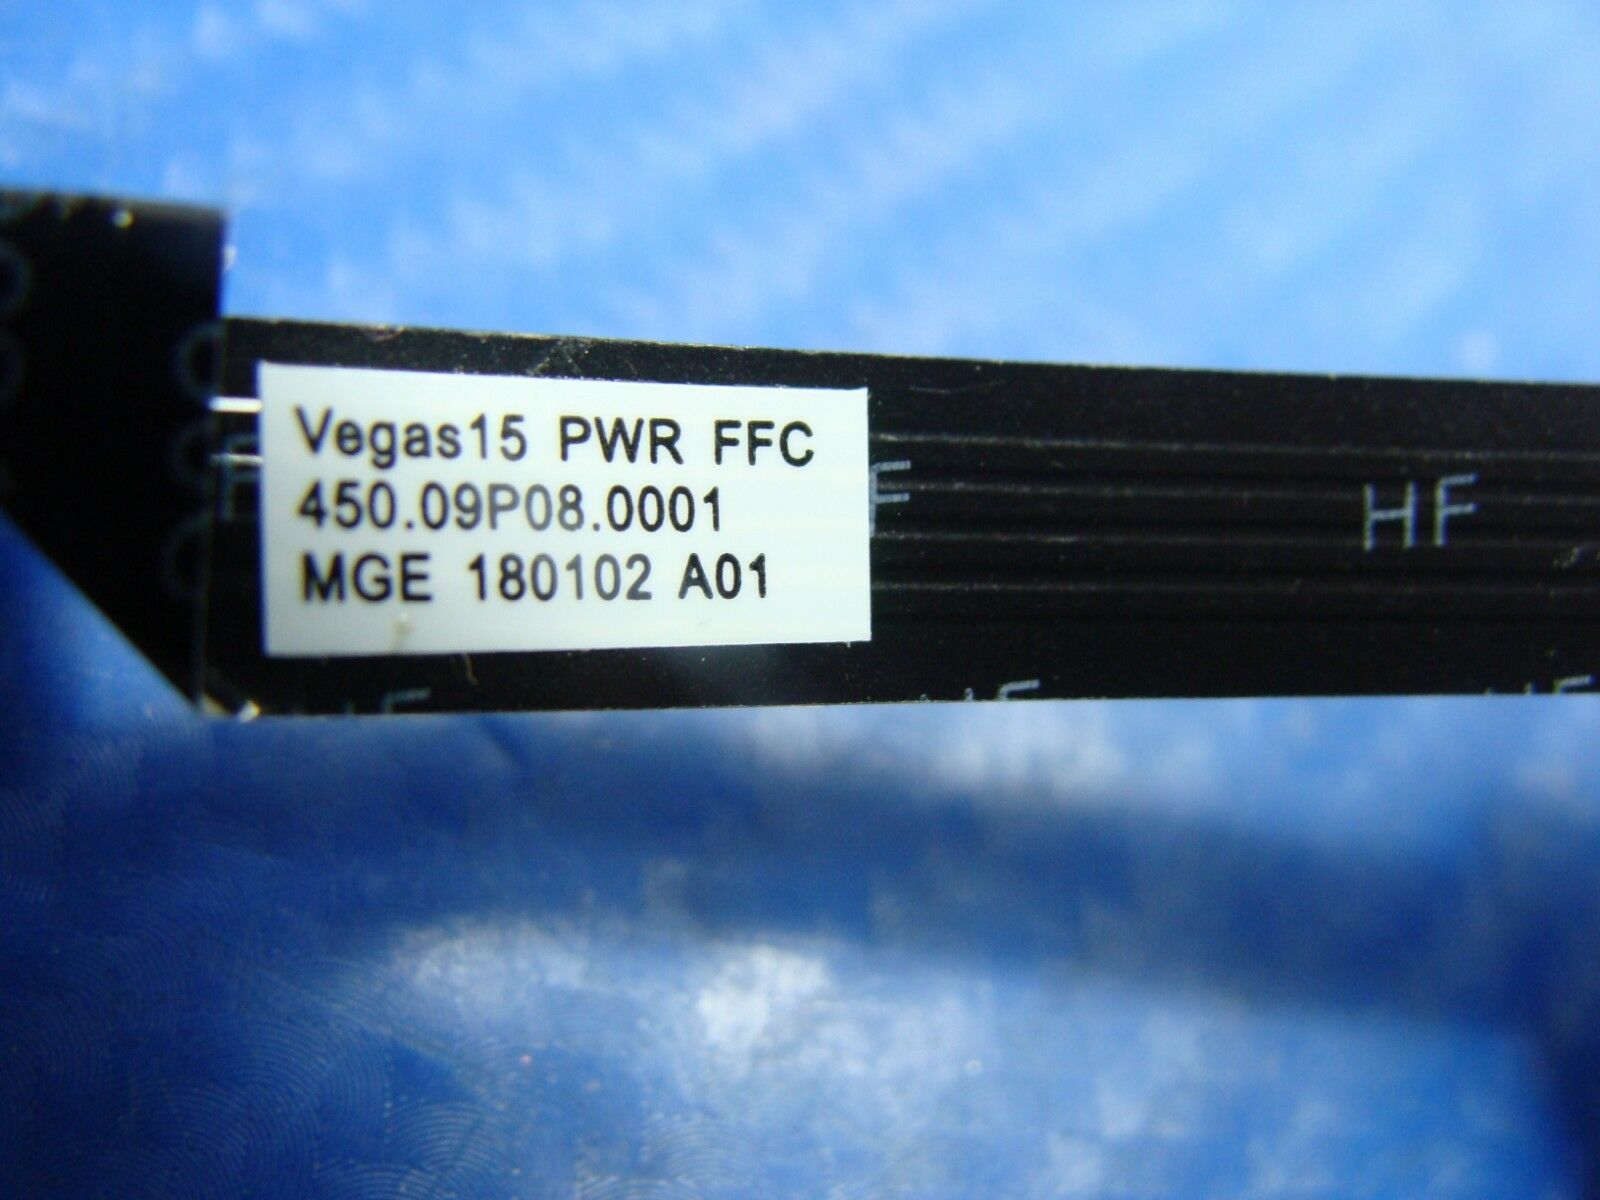 Vegas15 PWR FFC
450.09P08.0001
MGE 180102 A01
F
HF